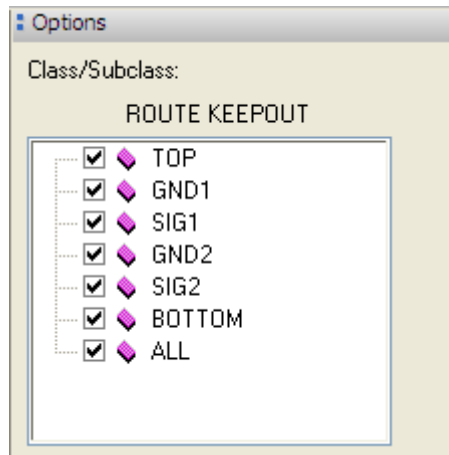 Options
Class/Subclass:
ROUTE KEEPOUT
TOP
GND1
SIG1
GND2
SIG2
BOTTOM
ALL